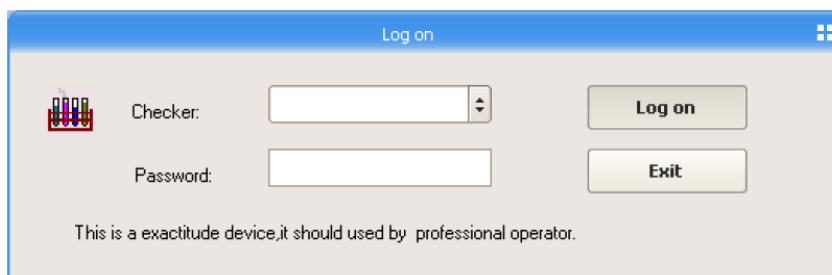 Log on
Checker:
Log on
Password:
Exit
This is a exactitude device,it should used by professional operator.